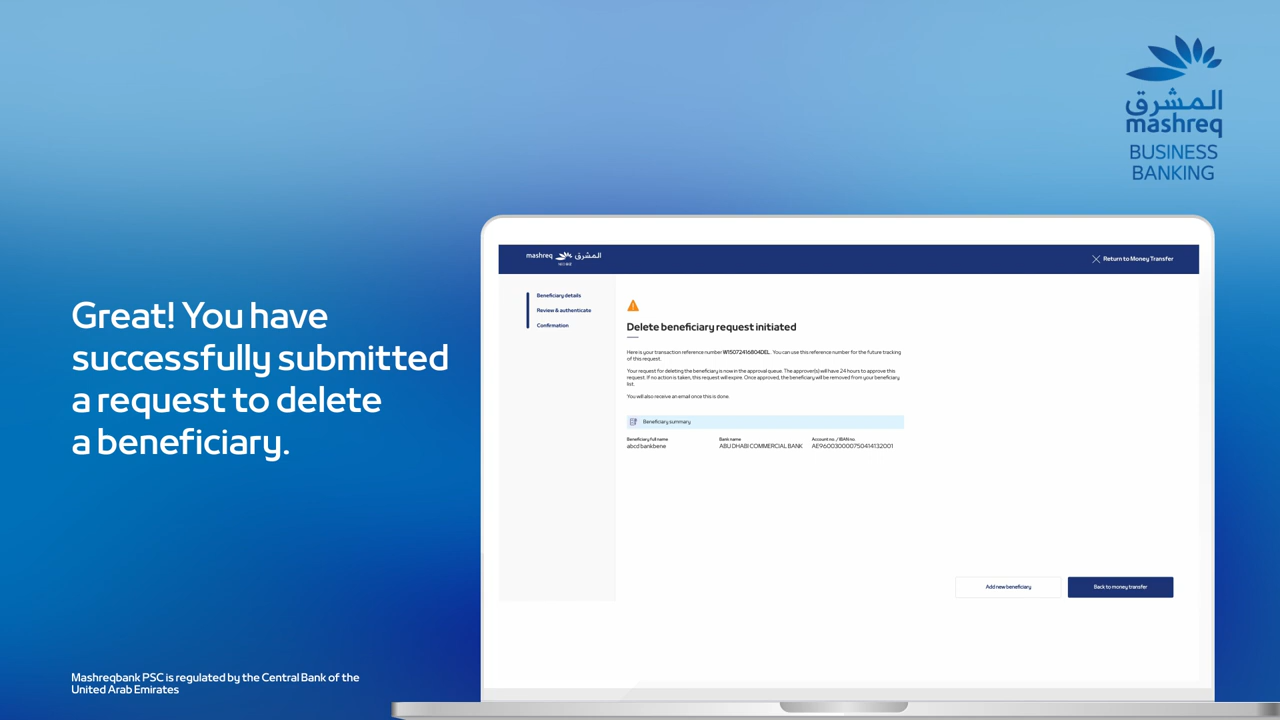 المشرق
mashreq
BUSINESS
BANKING
Great! You have
successfully submitted
a request to delete
a beneficiary.
mashreq المشرق
NEO BIZ
Return to Money Transfer
Beneficiary details
Review & authenticate
Confirmation
Delete beneficiary request initiated
Here is your transaction reference number W15072416804DEL. You can use this reference number for the future tracking
of this request.
Your request for deleting the beneficiary is now in the approval queue. The approver(s) will have 24 hours to approve this
request. If no action is taken, this request will expire. Once approved, the beneficiary will be removed from your beneficiary
list.
You will also receive an email once this is done.
Beneficiary summary
Beneficiary full name Bank name Account no. / IBAN no.
abcd bankbene ABU DHABI COMMERCIAL BANK AE960030000750414132001
Add new beneficiary Back to money transfer
Mashreqbank PSC is regulated by the Central Bank of the
United Arab Emirates